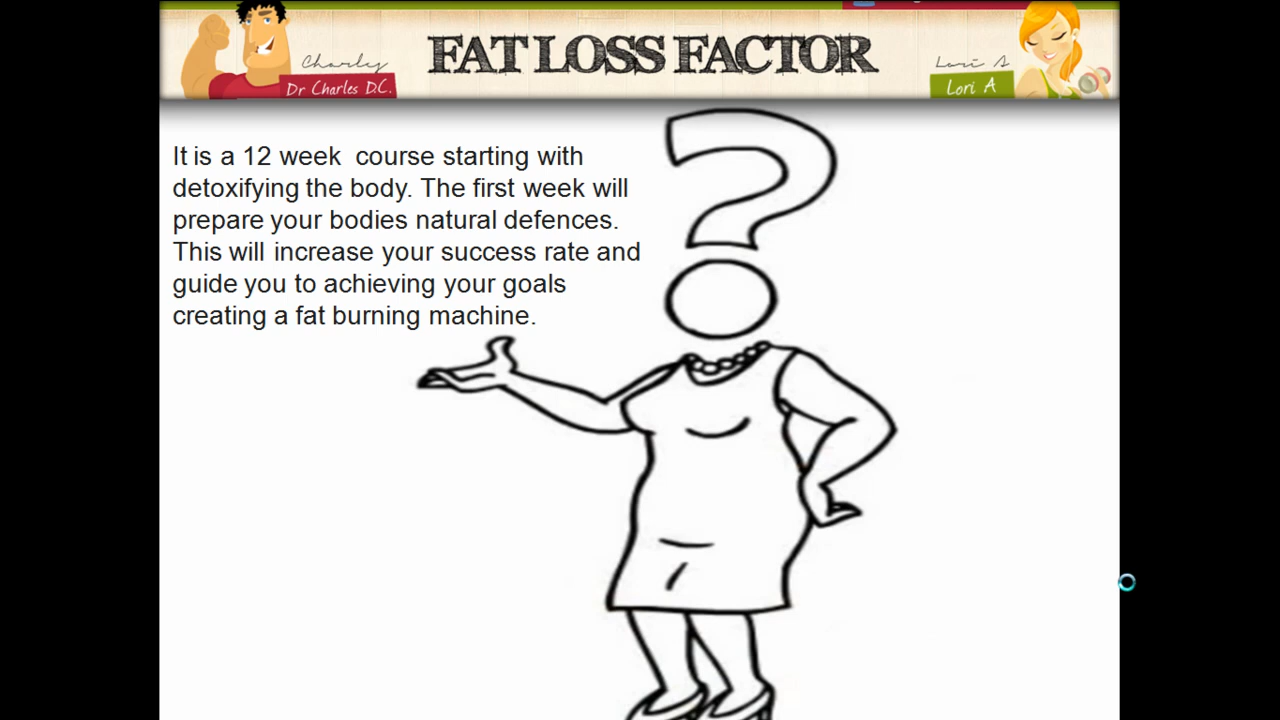 Charley
Dr Charles D.C.
FAT LOSS FACTOR
Lori A
Lori A
It is a 12 week course starting with
detoxifying the body. The first week will
prepare your bodies natural defences.
This will increase your success rate and
guide you to achieving your goals
creating a fat burning machine.